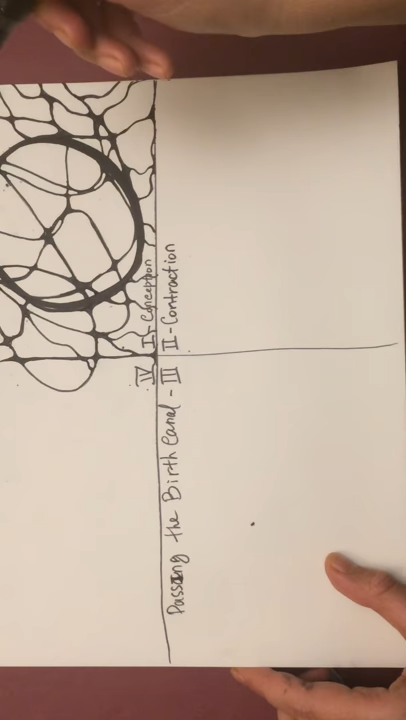 IV I - Conception
Passing the Birth Canal - III II - Contraction